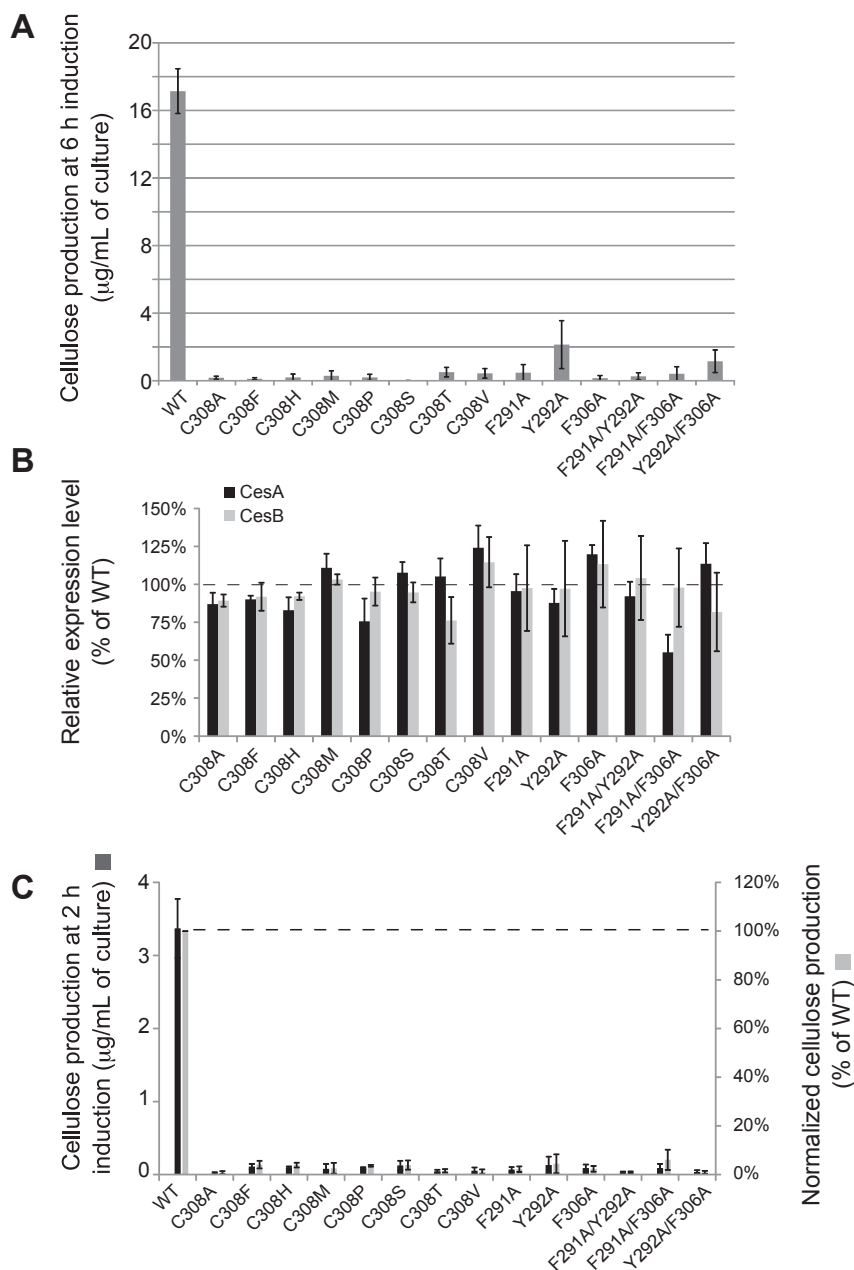 A
Cellulose production at 6 h induction
(µg/mL of culture)
20
16
12
8
4
0
WT
C308A
C308F
C308H
C308M
C308P
C308S
C308T
C308V
F291A
Y292A
F306A
F291A/Y292A
F291A/F306A
Y292A/F306A
B
Relative expression level
(% of WT)
CesA
CesB
150%
125%
100%
75%
50%
25%
0%
C308A
C308F
C308H
C308M
C308P
C308S
C308T
C308V
F291A
Y292A
F306A
F291A/Y292A
F291A/F306A
Y292A/F306A
C
Cellulose production at 2 h
induction (µg/mL of culture)
4
3
2
1
0
120%
100%
80%
60%
40%
20%
0%
Normalized cellulose production
(% of WT)
WT
C308A
C308F
C308H
C308M
C308P
C308S
C308T
C308V
F291A
Y292A
F306A
F291A/Y292A
F291A/F306A
Y292A/F306A